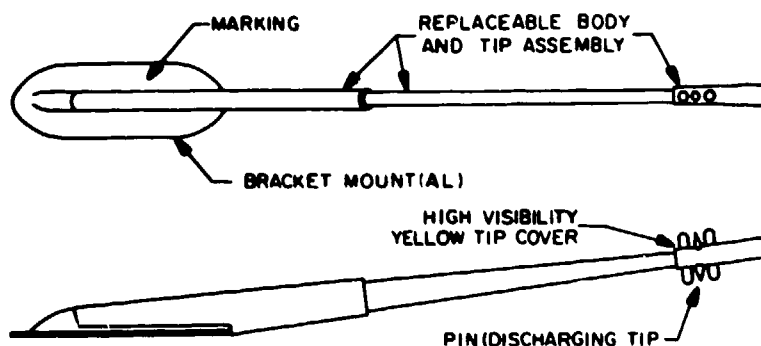 MARKING
REPLACEABLE BODY
AND TIP ASSEMBLY
BRACKET MOUNT(AL)
HIGH VISIBILITY
YELLOW TIP COVER
PIN(DISCHARGING TIP